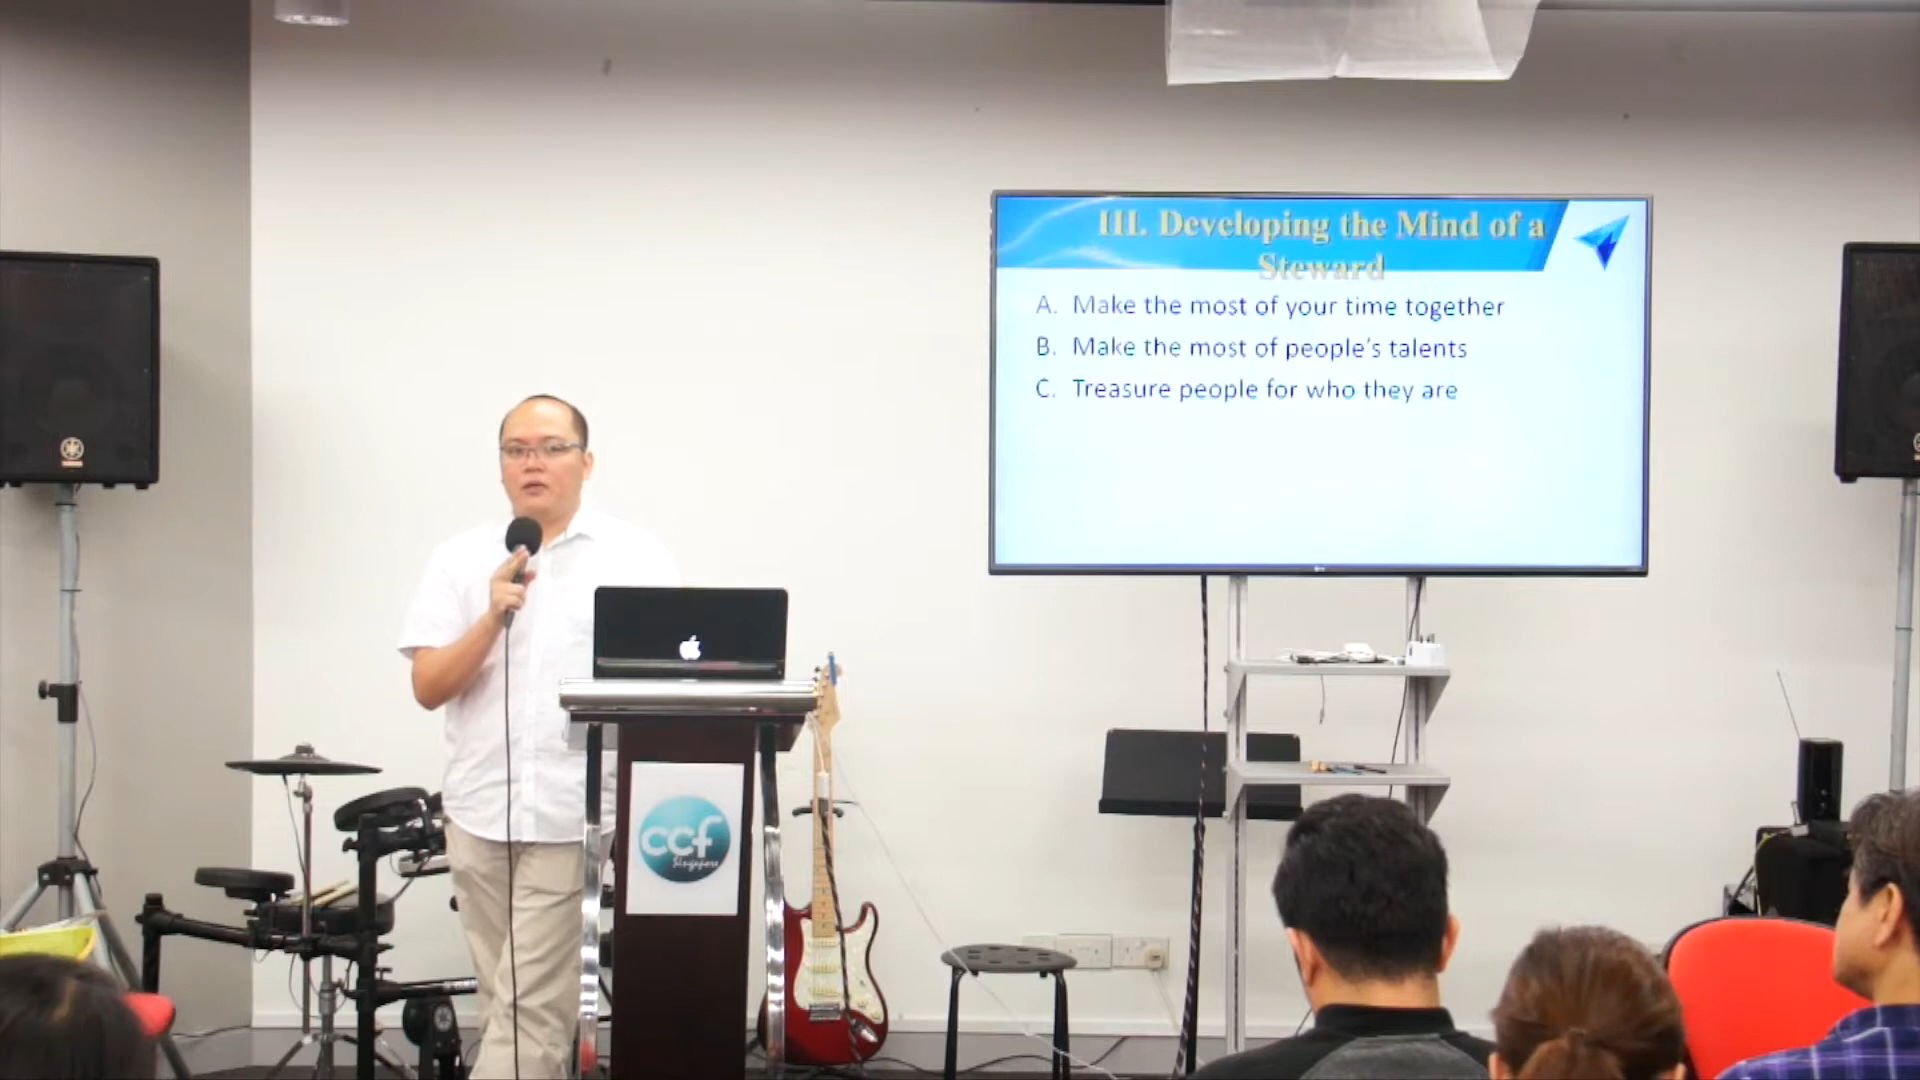 III. Developing the Mind of a
Steward
A. Make the most of your time together
B. Make the most of people's talents
C. Treasure people for who they are
ccf
Singapore